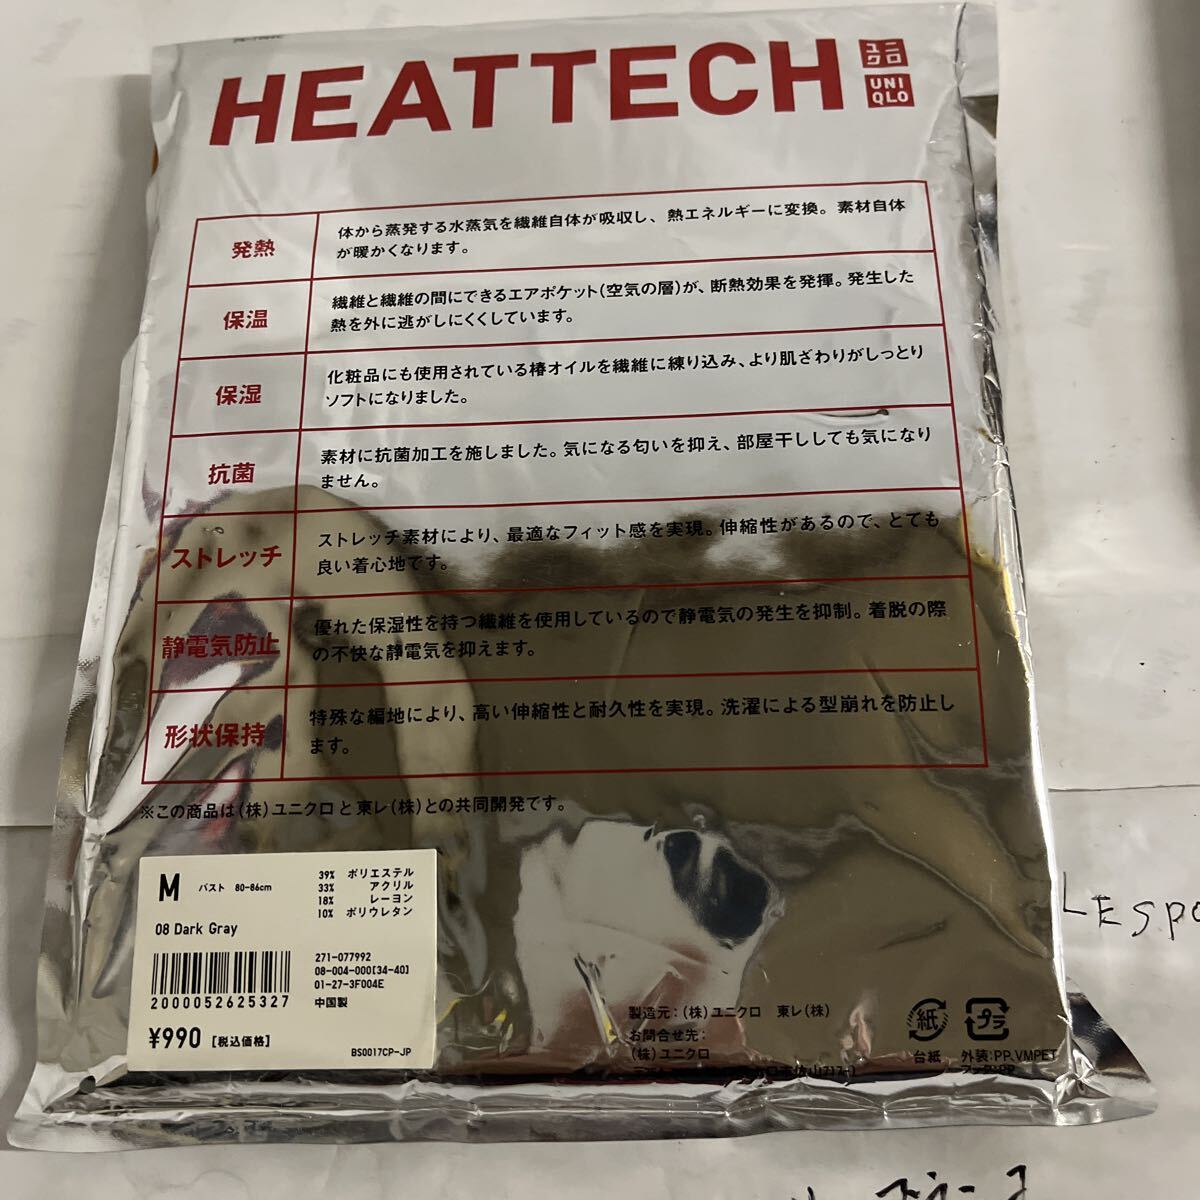 HEATTECH
ユニ
クロ
UNI
QLO
発熱
体から蒸発する水蒸気を繊維自体が吸収し、熱エネルギーに変換。素材自体
が暖かくなります。
保温
繊維と繊維の間にできるエアポケット(空気の層)が、断熱効果を発揮。発生した
熱を外に逃がしにくくしています。
保湿
化粧品にも使用されている椿オイルを繊維に練り込み、より肌ざわりがしっとり
ソフトになりました。
抗菌
素材に抗菌加工を施しました。気になる匂いを抑え、部屋干ししても気になり
ません。
ストレッチ
ストレッチ素材により、最適なフィット感を実現。伸縮性があるので、とても
良い着心地です。
静電気防止
優れた保湿性を持つ繊維を使用しているので静電気の発生を抑制。着脱の際
の不快な静電気を抑えます。
形状保持
特殊な編地により、高い伸縮性と耐久性を実現。洗濯による型崩れを防止し
ます。
※この商品は(株)ユニクロと東レ(株)との共同開発です。
M バスト 80-86cm
39% ポリエステル
33% アクリル
18% レーヨン
10% ポリウレタン
08 Dark Gray
271-077992
08-004-000[34-40]
01-27-3F004E
中国製
2000052625327
¥990 [税込価格]
BS0017CP-JP
製造元：(株)ユニクロ 東レ(株)
お問合せ先：
(株)ユニクロ
紙
台紙
プラ
外装:PP、VMPET
LESPO